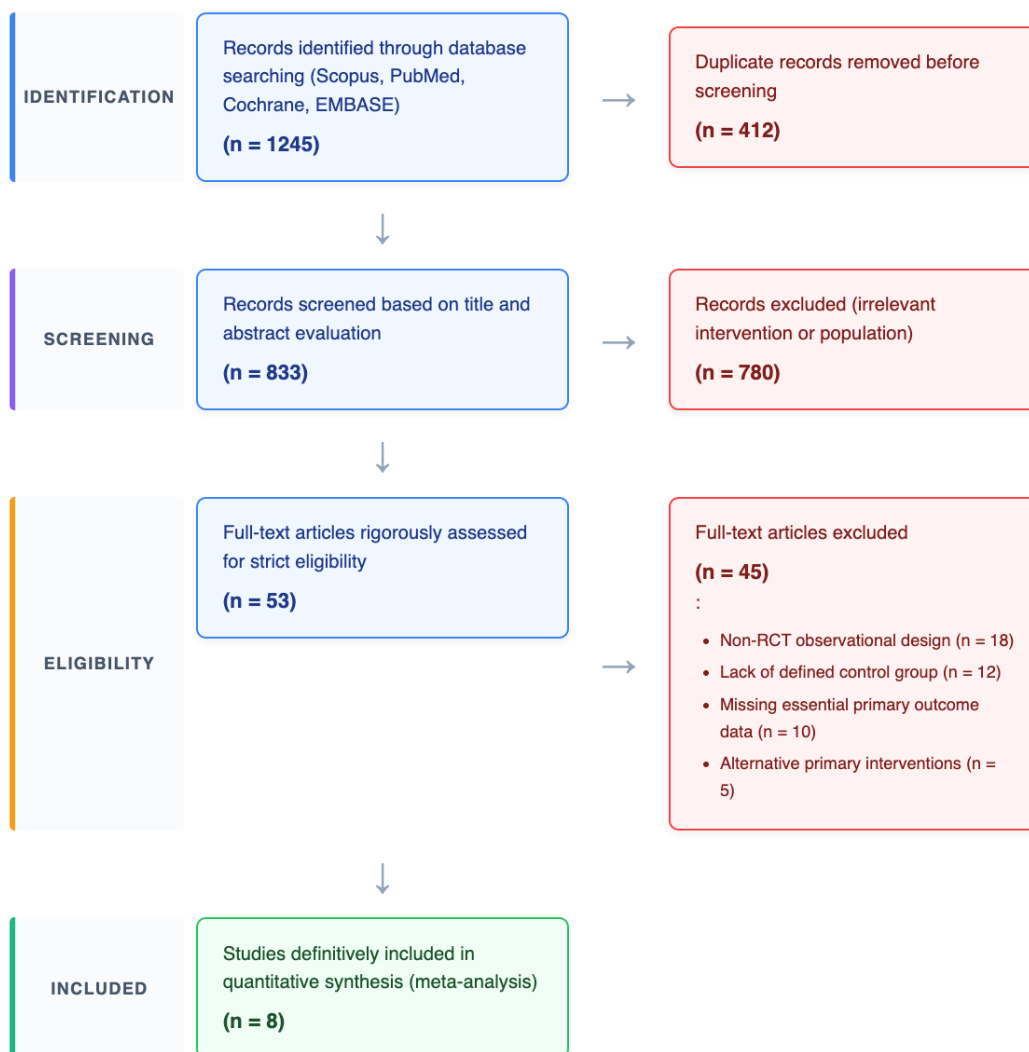 IDENTIFICATION
Records identified through database
searching (Scopus, PubMed,
Cochrane, EMBASE)
(n = 1245)
→
Duplicate records removed before
screening
(n = 412)
↓
SCREENING
Records screened based on title and
abstract evaluation
(n = 833)
→
Records excluded (irrelevant
intervention or population)
(n = 780)
↓
ELIGIBILITY
Full-text articles rigorously assessed
for strict eligibility
(n = 53)
→
Full-text articles excluded
(n = 45)
:
• Non-RCT observational design (n = 18)
• Lack of defined control group (n = 12)
• Missing essential primary outcome
data (n = 10)
• Alternative primary interventions (n =
5)
↓
INCLUDED
Studies definitively included in
quantitative synthesis (meta-analysis)
(n = 8)